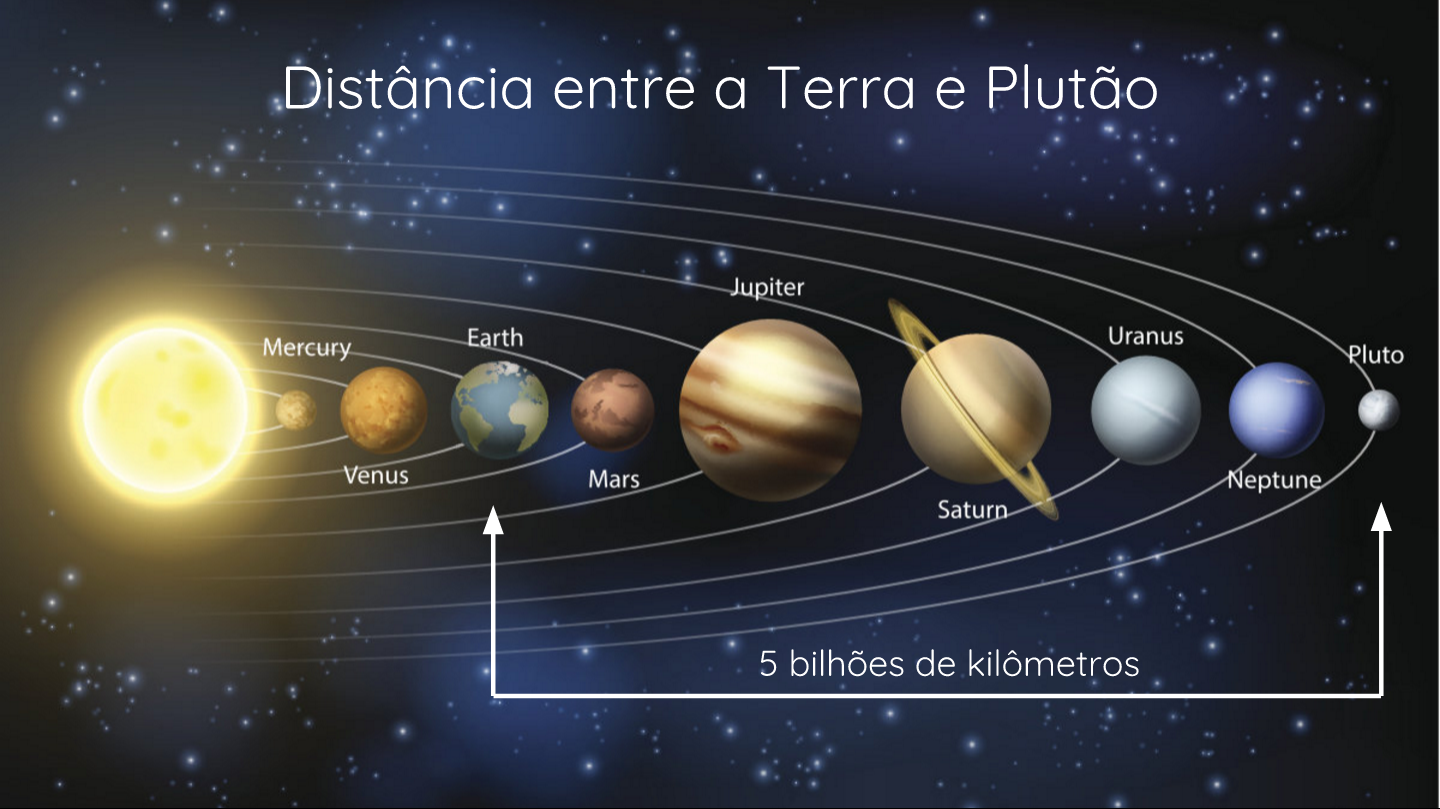 Distância entre a Terra e Plutão
Jupiter
Earth
Uranus
Mercury
Pluto
Venus
Mars
Neptune
Saturn
5 bilhões de kilômetros